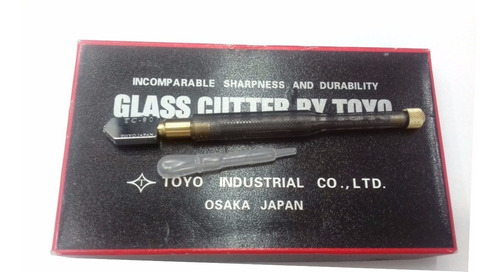 INCOMPARABLE SHARPNESS AND DURABILITY
GLASS CUTTER BY TOYO
TOYO INDUSTRIAL CO.,LTD.
OSAKA JAPAN